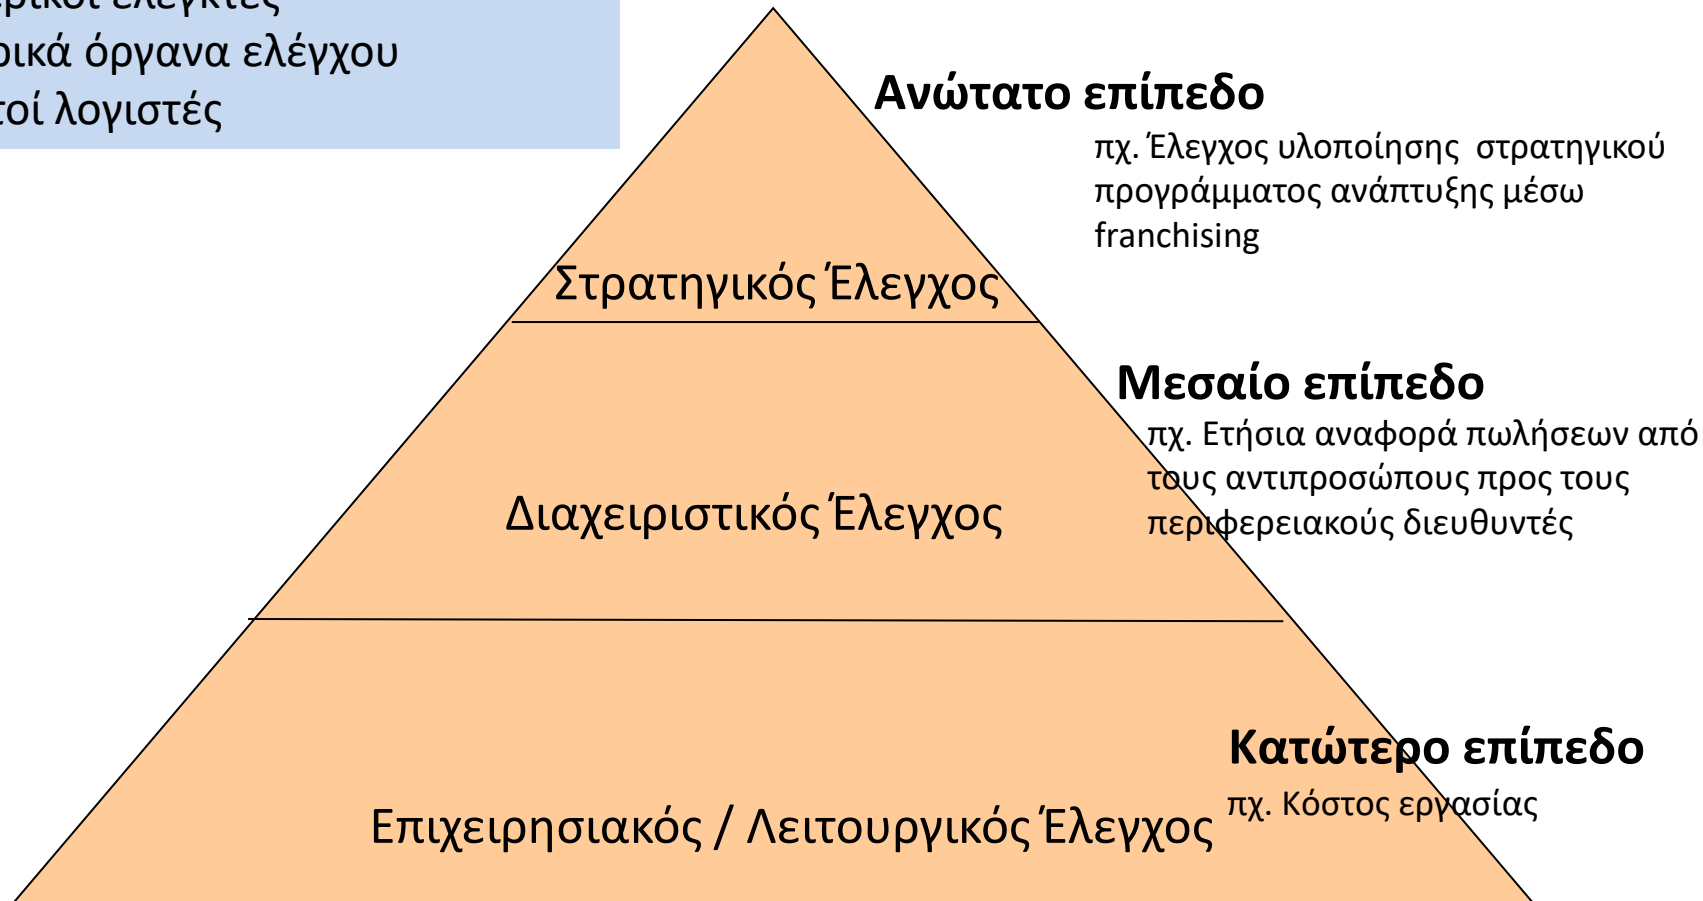 ελεγκτές
όργανα ελέγχου
λογιστές
Ανώτατο επίπεδο
πχ. Έλεγχος υλοποίησης στρατηγικού
προγράμματος ανάπτυξης μέσω
franchising
Στρατηγικός Έλεγχος
Μεσαίο επίπεδο
πχ. Ετήσια αναφορά πωλήσεων από
τους αντιπροσώπους προς τους
περιφερειακούς διευθυντές
Διαχειριστικός Έλεγχος
Κατώτερο επίπεδο
πχ. Κόστος εργασίας
Επιχειρησιακός / Λειτουργικός Έλεγχος